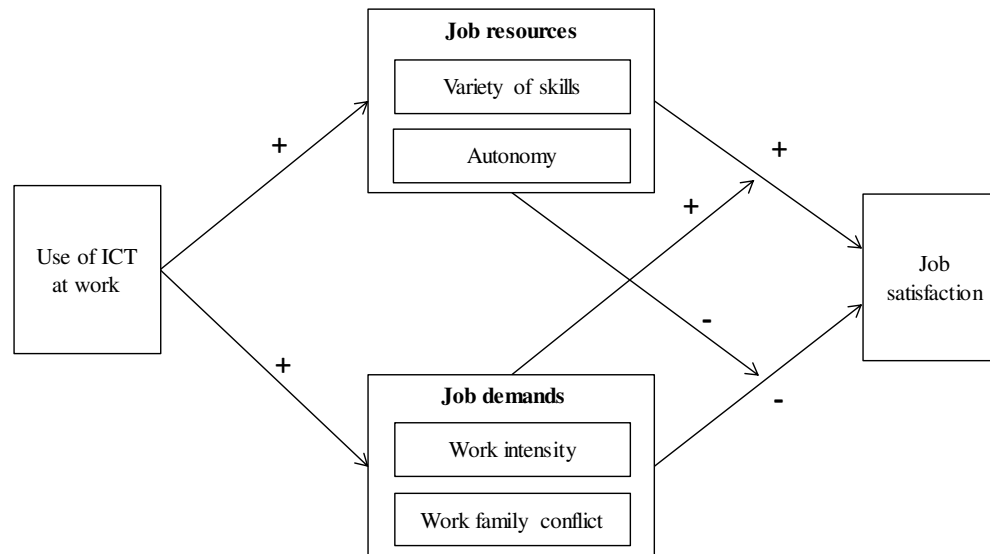 Job resources
Variety of skills
+
Autonomy
+
+
Use of ICT
at work
Job
satisfaction
-
+
Job demands
-
Work intensity
Work family conflict